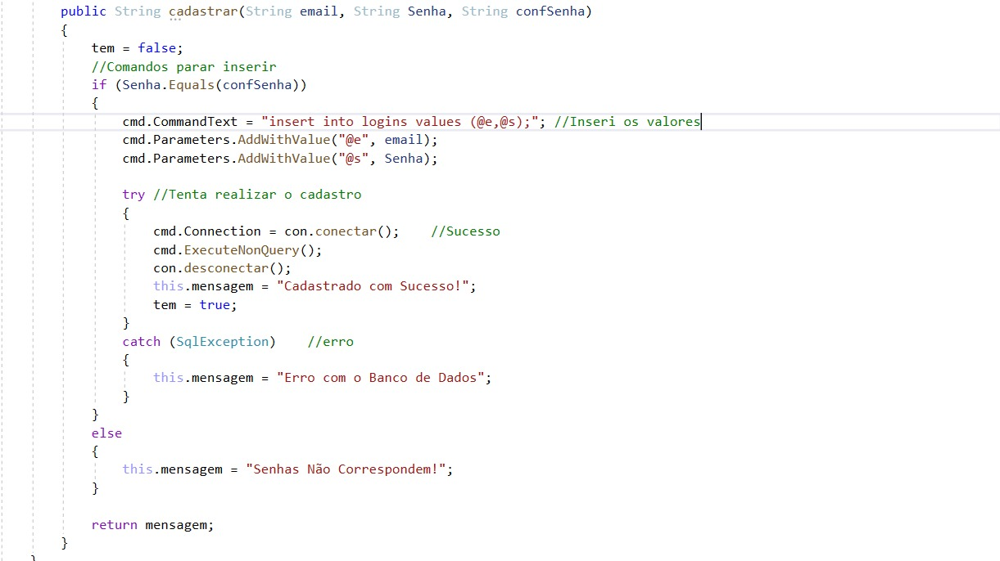 public String cadastrar(String email, String Senha, String confSenha)
{
tem = false;
//Comandos parar inserir
if (Senha.Equals(confSenha))
{
cmd.CommandText = "insert into logins values (@e,@s);"; //Inseri os valores
cmd.Parameters.AddWithValue("@e", email);
cmd.Parameters.AddWithValue("@s", Senha);
try //Tenta realizar o cadastro
{
cmd.Connection = con.conectar();    //Sucesso
cmd.ExecuteNonQuery();
con.desconectar();
this.mensagem = "Cadastrado com Sucesso!";
tem = true;
}
catch (SqlException)    //erro
{
this.mensagem = "Erro com o Banco de Dados";
}
}
else
{
this.mensagem = "Senhas Não Correspondem!";
}
return mensagem;
}
}